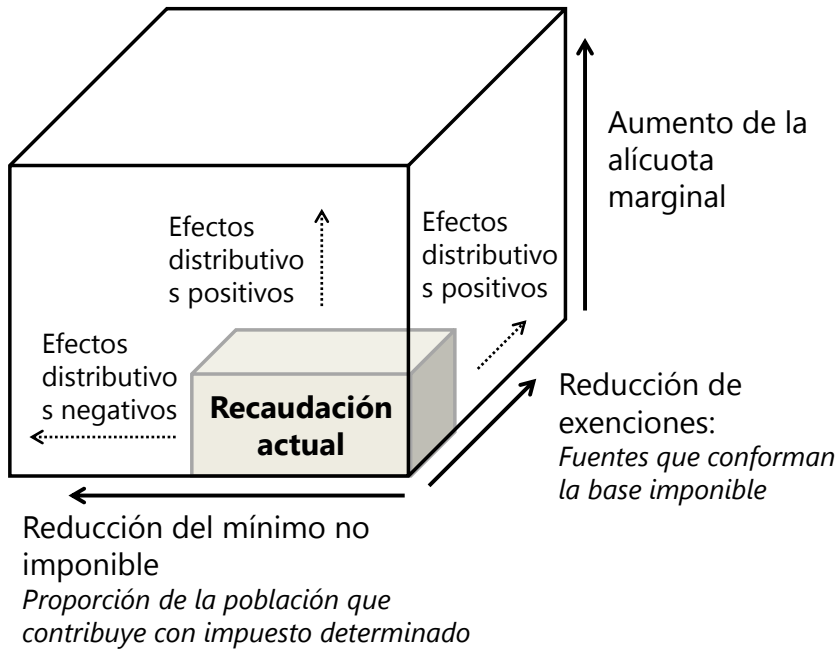 Aumento de la
alícuota
marginal
Efectos
distributivo
s positivos
Efectos
distributivo
s positivos
Efectos
distributivo
s negativos
Recaudación
actual
Reducción de
exenciones:
Fuentes que conforman
la base imponible
Reducción del mínimo no
imponible
Proporción de la población que
contribuye con impuesto determinado